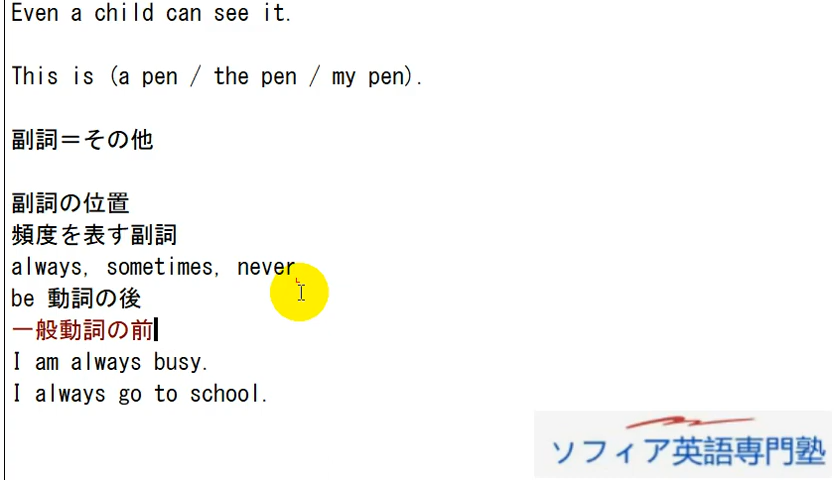 Even a child can see it.
This is (a pen / the pen / my pen).
副詞＝その他
副詞の位置
頻度を表す副詞
always, sometimes, never
be 動詞の後
一般動詞の前
I am always busy.
I always go to school.
ソフィア英語専門塾